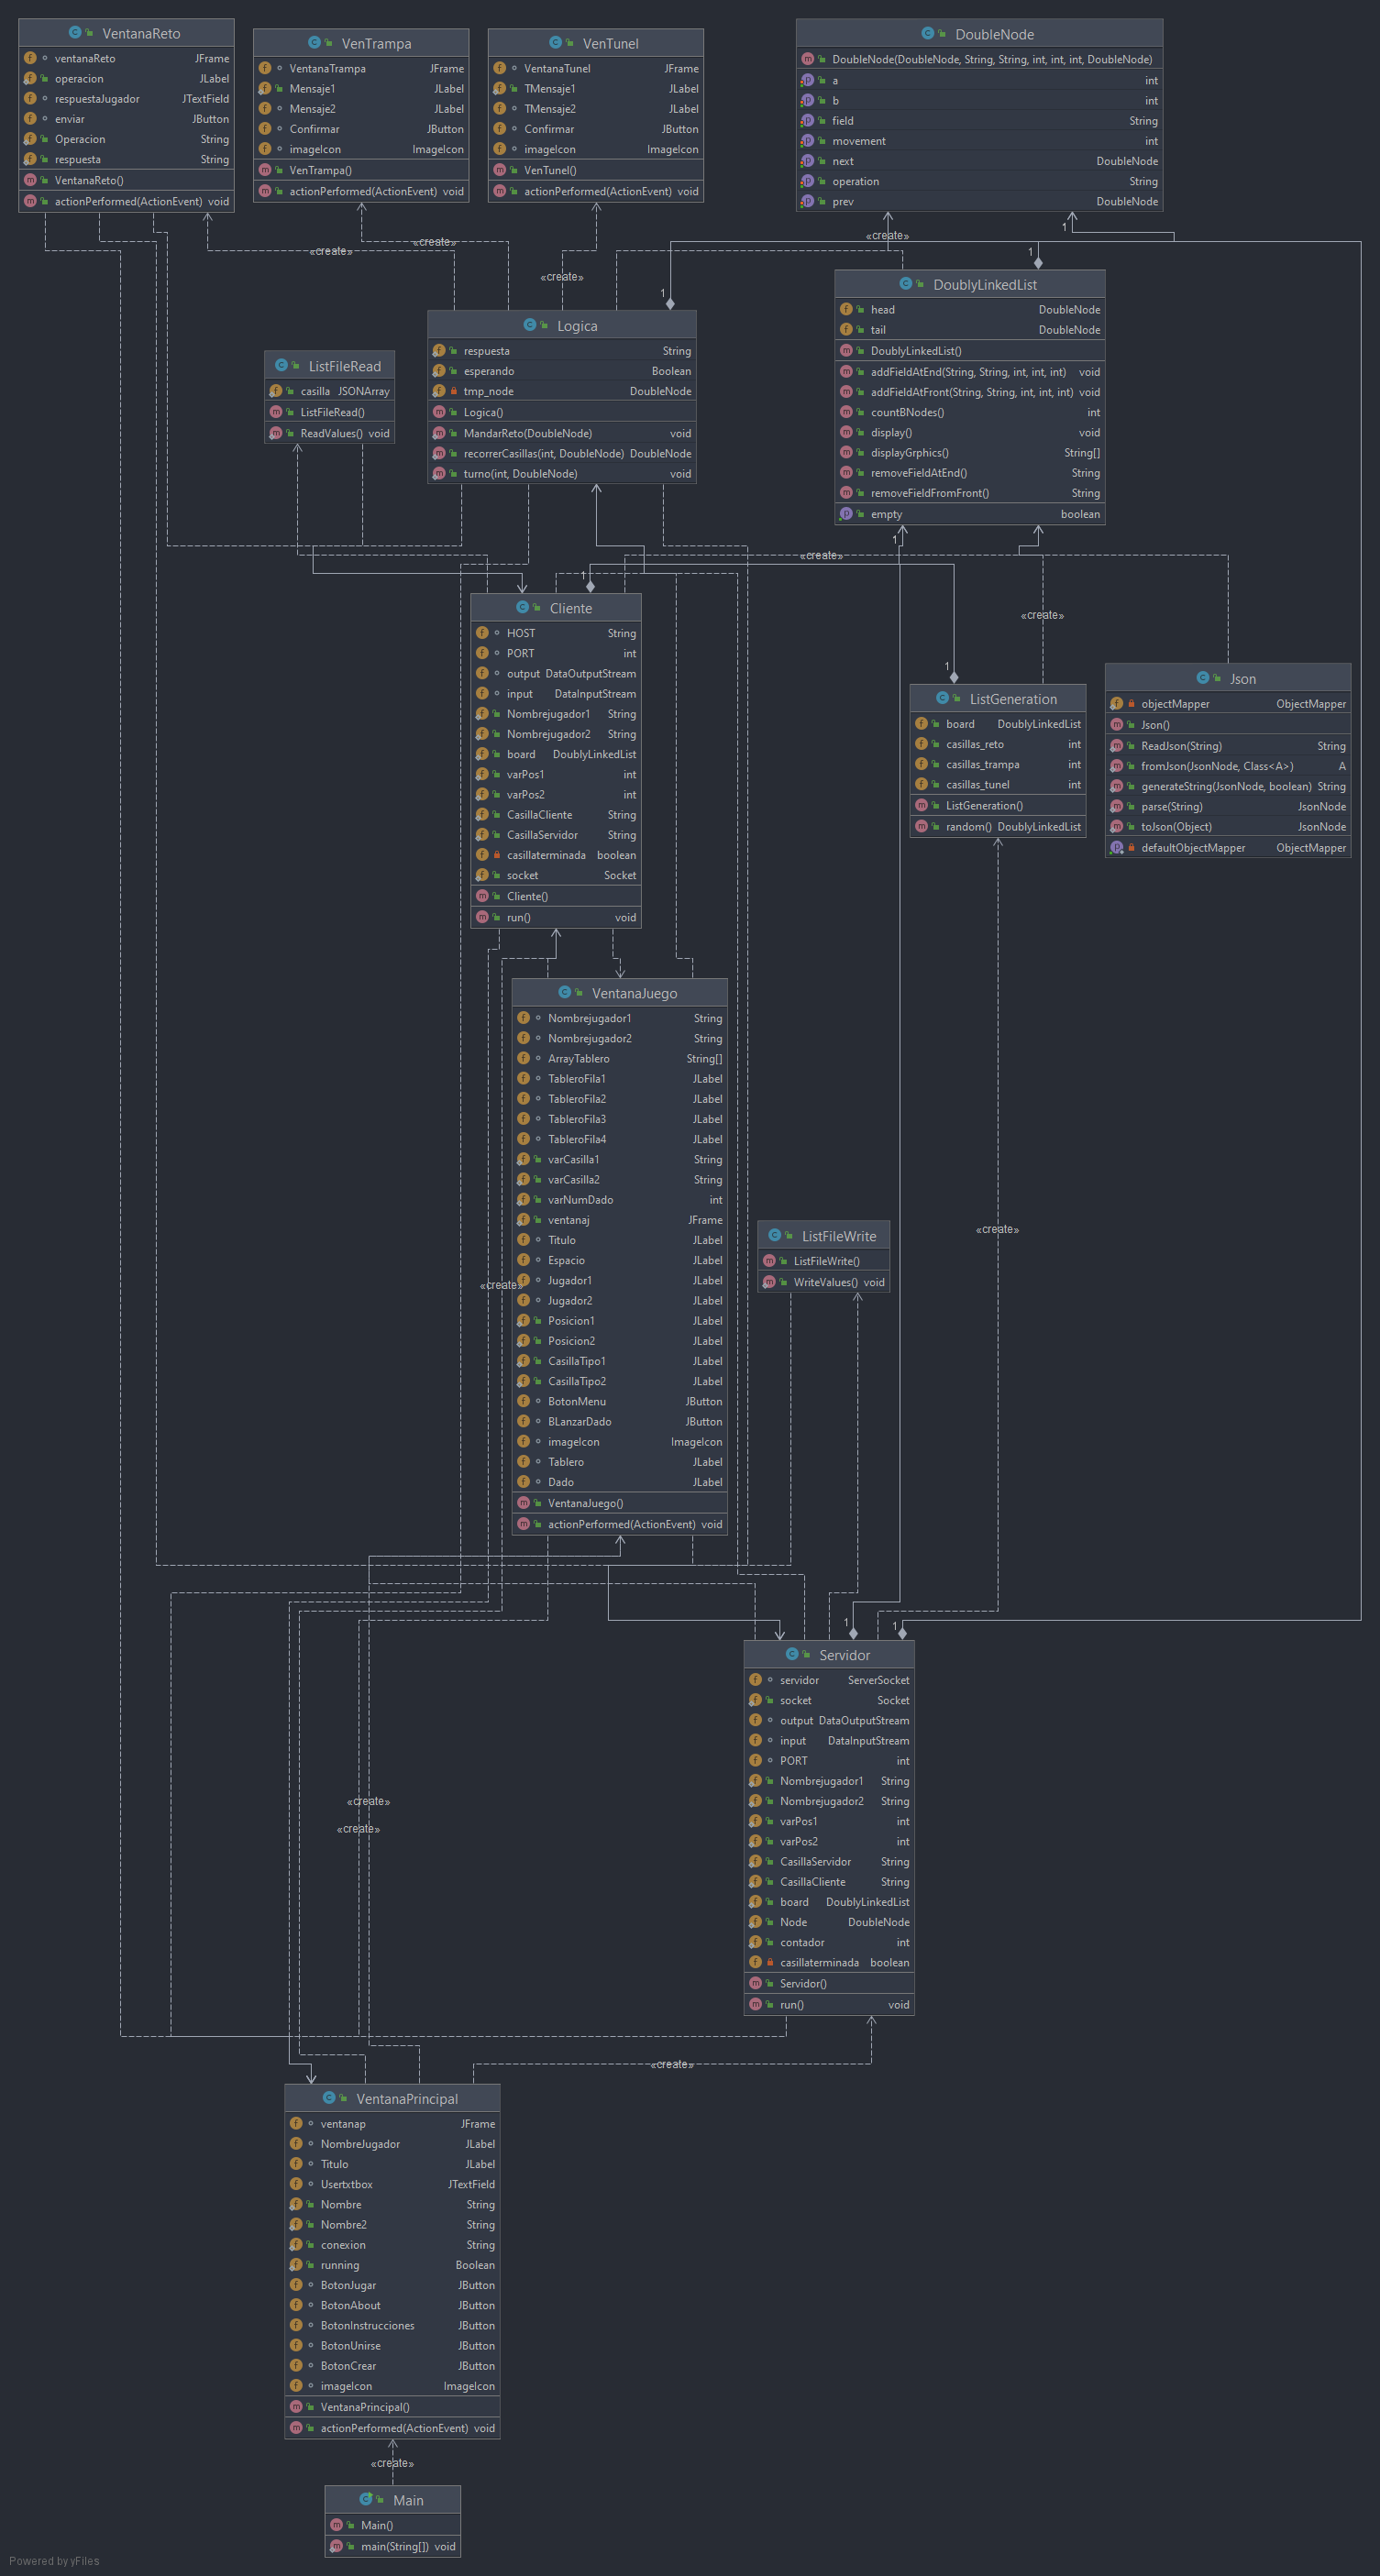 VentanaReto
ventanaReto JFrame
operacion JLabel
respuestaJugador JTextField
enviar JButton
Operacion String
respuesta String
VentanaReto()
actionPerformed(ActionEvent) void
VenTrampa
VentanaTrampa JFrame
Mensaje1 JLabel
Mensaje2 JLabel
Confirmar JButton
imageIcon ImageIcon
VenTrampa()
actionPerformed(ActionEvent) void
VenTunel
VentanaTunel JFrame
TMensaje1 JLabel
TMensaje2 JLabel
Confirmar JButton
imageIcon ImageIcon
VenTunel()
actionPerformed(ActionEvent) void
DoubleNode
DoubleNode(DoubleNode, String, String, int, int, int, DoubleNode)
a int
b int
field String
movement int
next DoubleNode
operation String
prev DoubleNode
«create»
«create»
«create»
«create»
1
1
1
DoublyLinkedList
head DoubleNode
tail DoubleNode
DoublyLinkedList()
addFieldAtEnd(String, String, int, int, int) void
addFieldAtFront(String, String, int, int, int) void
countBNodes() int
display() void
displayGrphics() String[]
removeFieldAtEnd() String
removeFieldFromFront() String
empty boolean
Logica
respuesta String
esperando Boolean
tmp_node DoubleNode
Logica()
MandarReto(DoubleNode) void
recorrerCasillas(int, DoubleNode) DoubleNode
turno(int, DoubleNode) void
ListFileRead
casilla JSONArray
ListFileRead()
ReadValues() void
1
«create»
1
«create»
1
Cliente
HOST String
PORT int
output DataOutputStream
input DataInputStream
Nombrejugador1 String
Nombrejugador2 String
board DoublyLinkedList
varPos1 int
varPos2 int
CasillaCliente String
CasillaServidor String
casillaterminada boolean
socket Socket
Cliente()
run() void
ListGeneration
board DoublyLinkedList
casillas_reto int
casillas_trampa int
casillas_tunel int
ListGeneration()
random() DoublyLinkedList
Json
objectMapper ObjectMapper
Json()
ReadJson(String) String
fromJson(JsonNode, Class<A>) A
generateString(JsonNode, boolean) String
parse(String) JsonNode
toJson(Object) JsonNode
defaultObjectMapper ObjectMapper
VentanaJuego
Nombrejugador1 String
Nombrejugador2 String
ArrayTablero String[]
TableroFila1 JLabel
TableroFila2 JLabel
TableroFila3 JLabel
TableroFila4 JLabel
varCasilla1 String
varCasilla2 String
varNumDado int
ventanaj JFrame
Titulo JLabel
Espacio JLabel
Jugador1 JLabel
Jugador2 JLabel
Posicion1 JLabel
Posicion2 JLabel
CasillaTipo1 JLabel
CasillaTipo2 JLabel
BotonMenu JButton
BLanzarDado JButton
imageIcon ImageIcon
Tablero JLabel
Dado JLabel
VentanaJuego()
actionPerformed(ActionEvent) void
«create»
«create»
ListFileWrite
ListFileWrite()
WriteValues() void
1
1
Servidor
servidor ServerSocket
socket Socket
output DataOutputStream
input DataInputStream
PORT int
Nombrejugador1 String
Nombrejugador2 String
varPos1 int
varPos2 int
CasillaServidor String
CasillaCliente String
board DoublyLinkedList
Node DoubleNode
contador int
casillaterminada boolean
Servidor()
run() void
«create»
«create»
«create»
VentanaPrincipal
ventanap JFrame
NombreJugador JLabel
Titulo JLabel
Usertxtbox JTextField
Nombre String
Nombre2 String
conexion String
running Boolean
BotonJugar JButton
BotonAbout JButton
BotonInstrucciones JButton
BotonUnirse JButton
BotonCrear JButton
imageIcon ImageIcon
VentanaPrincipal()
actionPerformed(ActionEvent) void
«create»
Main
Main()
main(String[]) void
Powered by yFiles